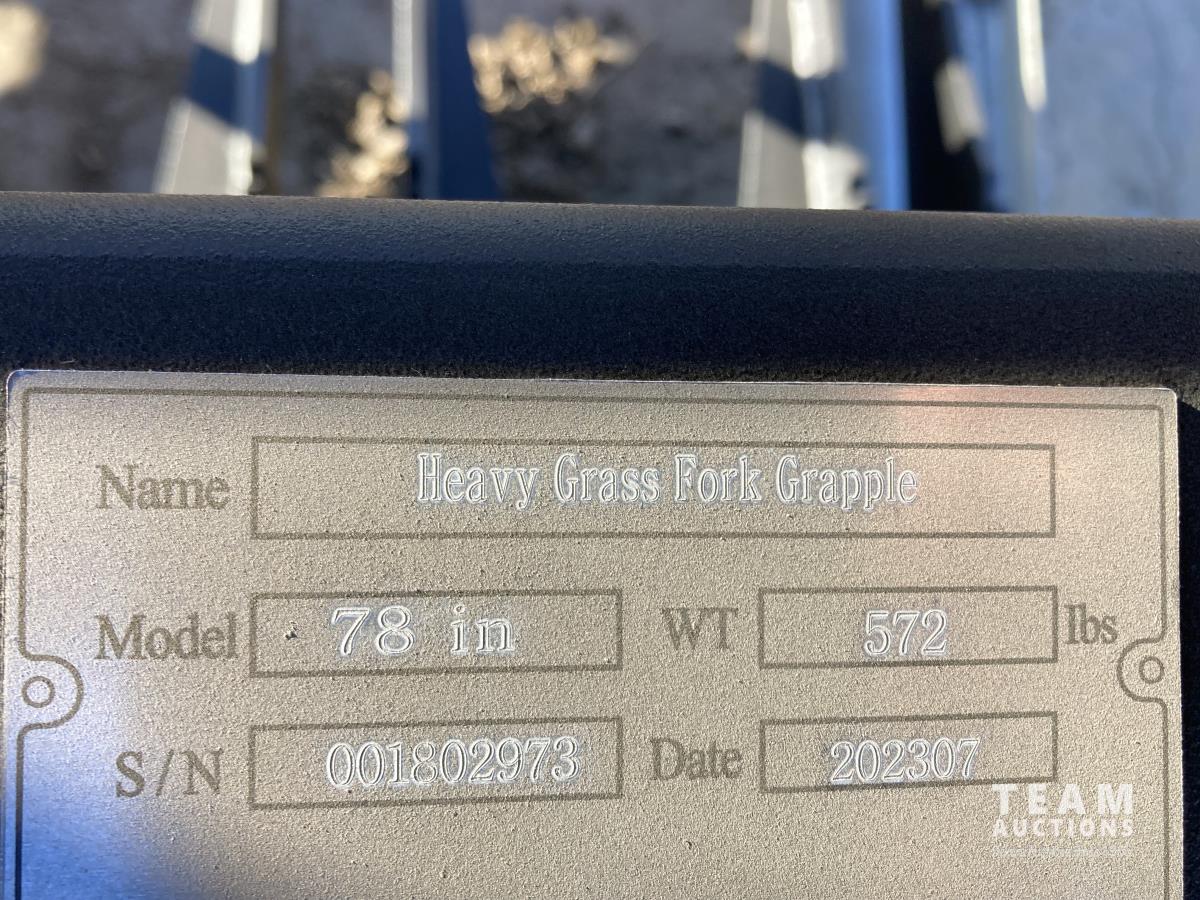 Name Heavy Grass Fork Grapple
Model 78 in WT 572 lbs
S/N 001802973 Date 202307
TEAM
AUCTIONS